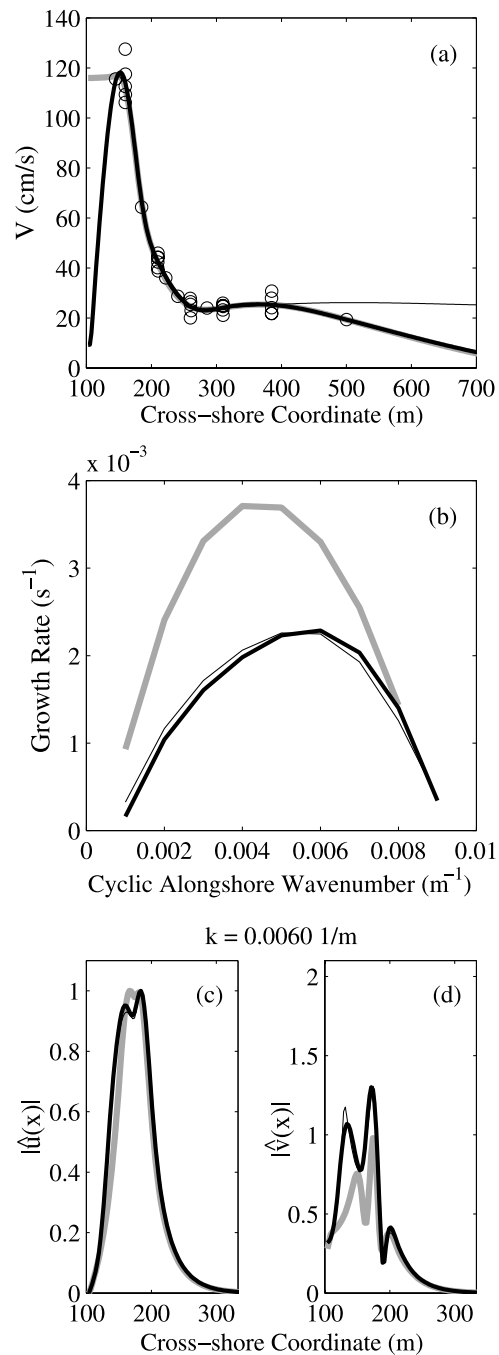 140
120
100
80
60
40
20
0
V (cm/s)
(a)
100 200 300 400 500 600 700
Cross−shore Coordinate (m)
x 10−3
4
3
2
1
0
Growth Rate (s−1)
(b)
0 0.002 0.004 0.006 0.008 0.01
Cyclic Alongshore Wavenumber (m−1)
k = 0.0060 1/m
1
0.8
0.6
0.4
0.2
0
|û(x)|
(c)
100 200 300
2
1.5
1
0.5
0
|v̂(x)|
(d)
100 200 300
Cross−shore Coordinate (m)